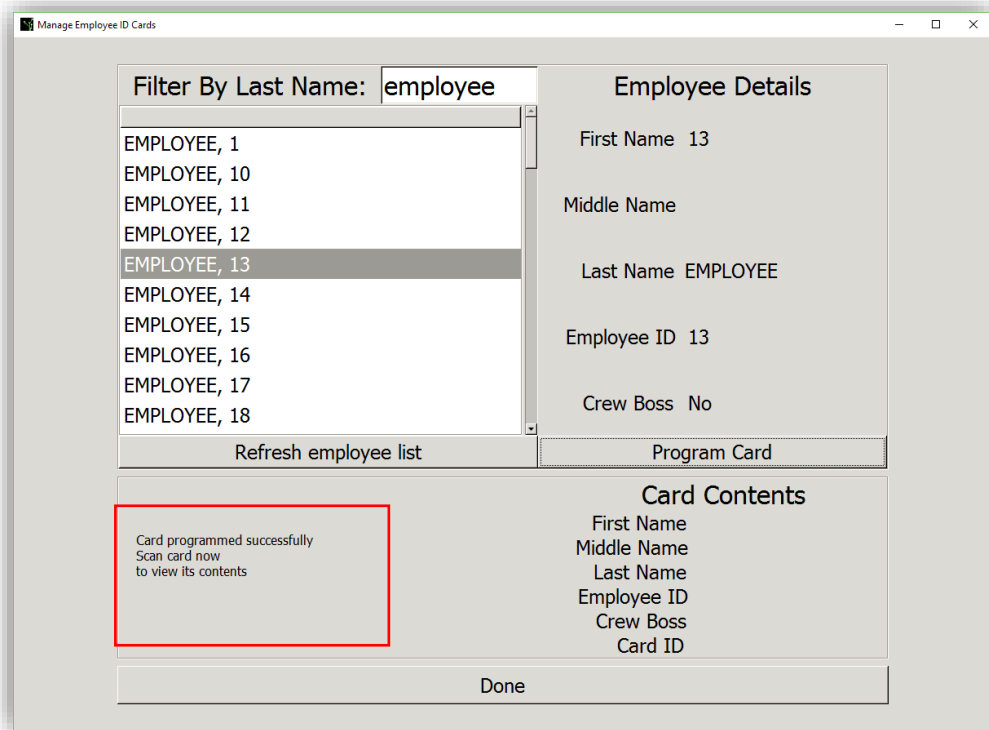 Manage Employee ID Cards
Filter By Last Name: employee
EMPLOYEE, 1
EMPLOYEE, 10
EMPLOYEE, 11
EMPLOYEE, 12
EMPLOYEE, 13
EMPLOYEE, 14
EMPLOYEE, 15
EMPLOYEE, 16
EMPLOYEE, 17
EMPLOYEE, 18
Refresh employee list
Employee Details
First Name 13
Middle Name
Last Name EMPLOYEE
Employee ID 13
Crew Boss No
Program Card
Card programmed successfully
Scan card now
to view its contents
Card Contents
First Name
Middle Name
Last Name
Employee ID
Crew Boss
Card ID
Done